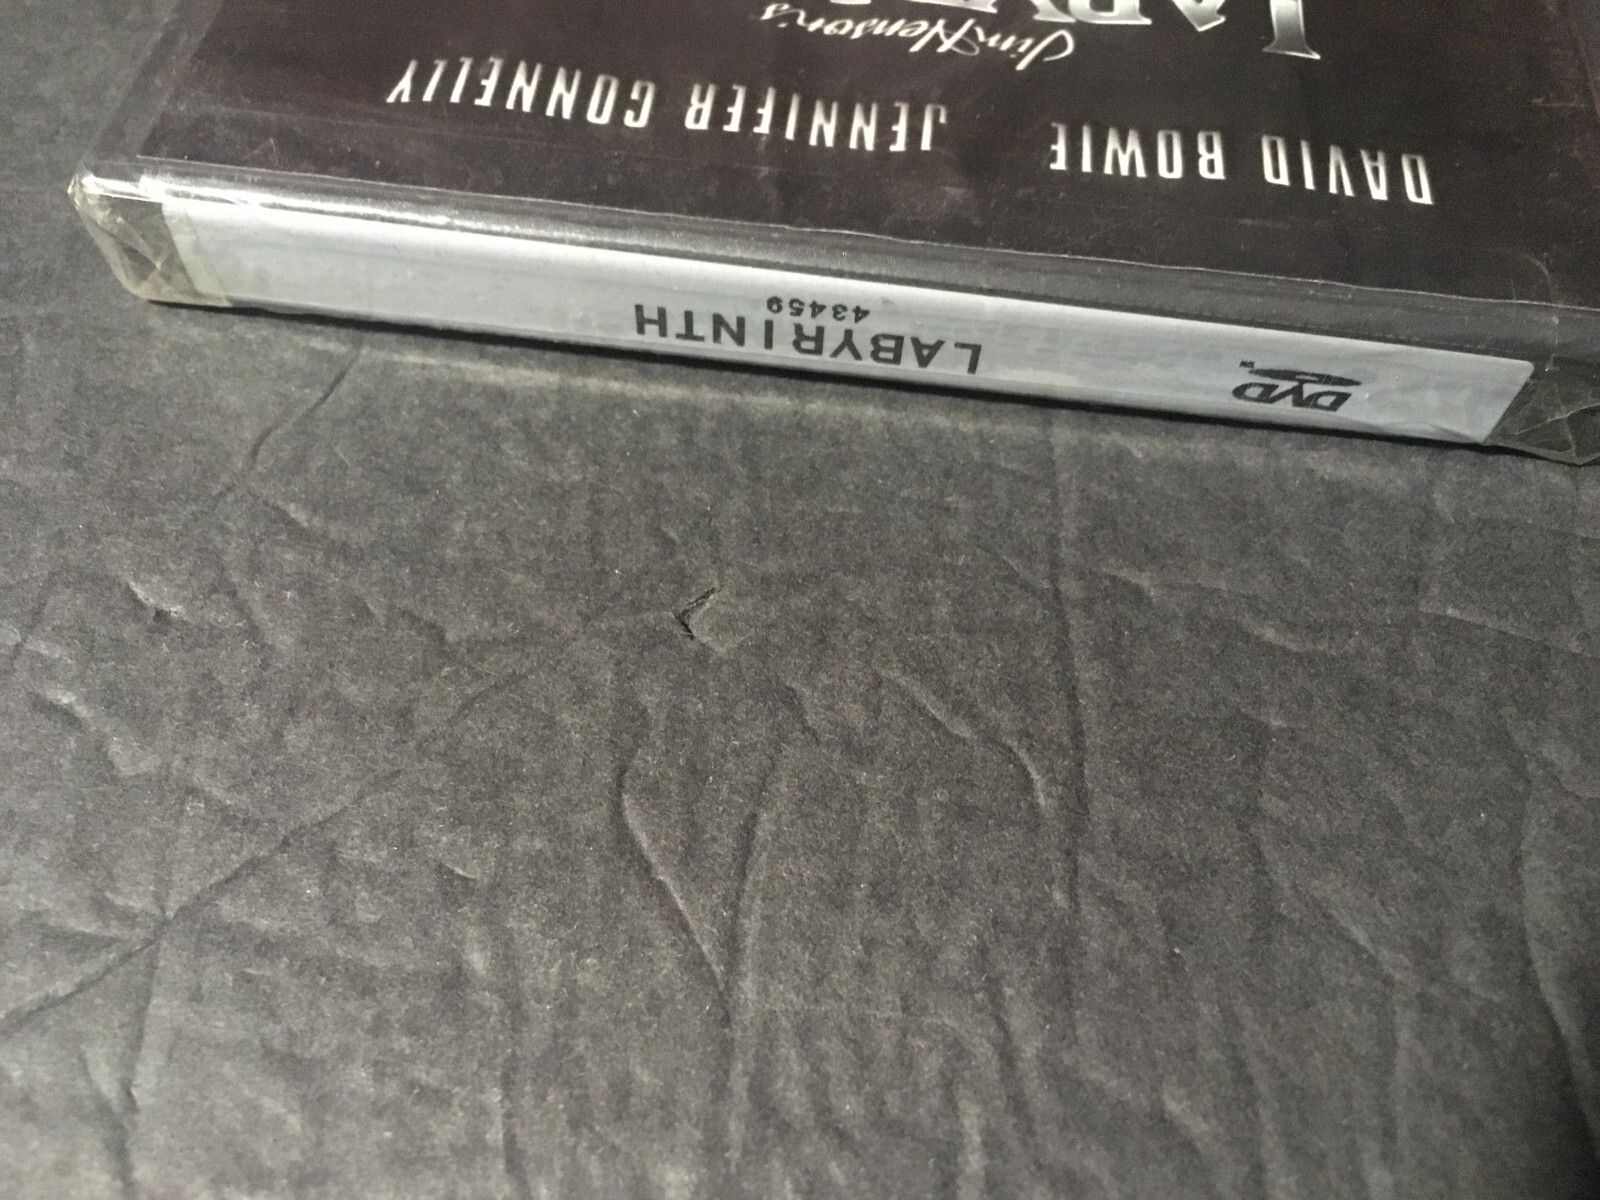 DAVID BOWIE JENNIFER CONNELLY
Jim Henson's
DVD
LABYRINTH
43459